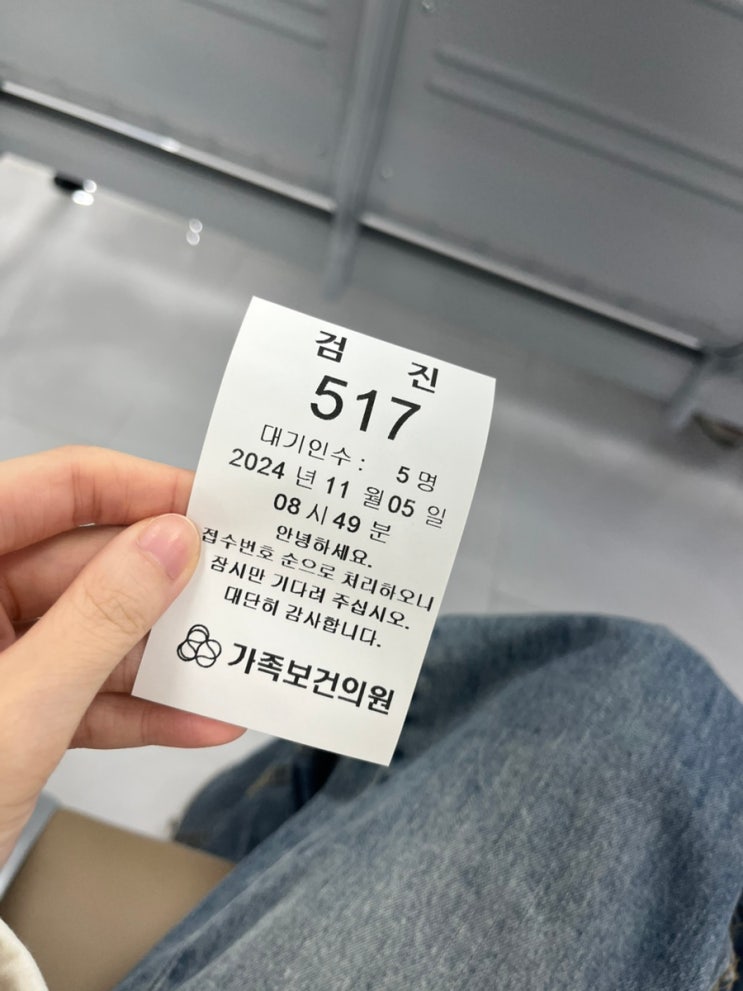 검 진
517
대기인수 : 5 명
2024 년 11 월 05 일
08 시 49 분
안녕하세요.
접수번호 순으로 처리하오니
잠시만 기다려 주십시오.
대단히 감사합니다.
가족보건의원